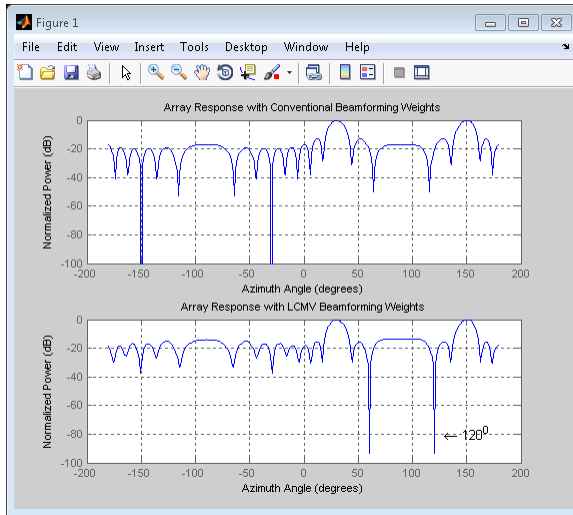 Figure 1
File Edit View Insert Tools Desktop Window Help
Array Response with Conventional Beamforming Weights
Normalized Power (dB)
0
-20
-40
-60
-80
-100
-200 -150 -100 -50 0 50 100 150 200
Azimuth Angle (degrees)
Array Response with LCMV Beamforming Weights
Normalized Power (dB)
0
-20
-40
-60
-80
-100
← 120⁰
-200 -150 -100 -50 0 50 100 150 200
Azimuth Angle (degrees)